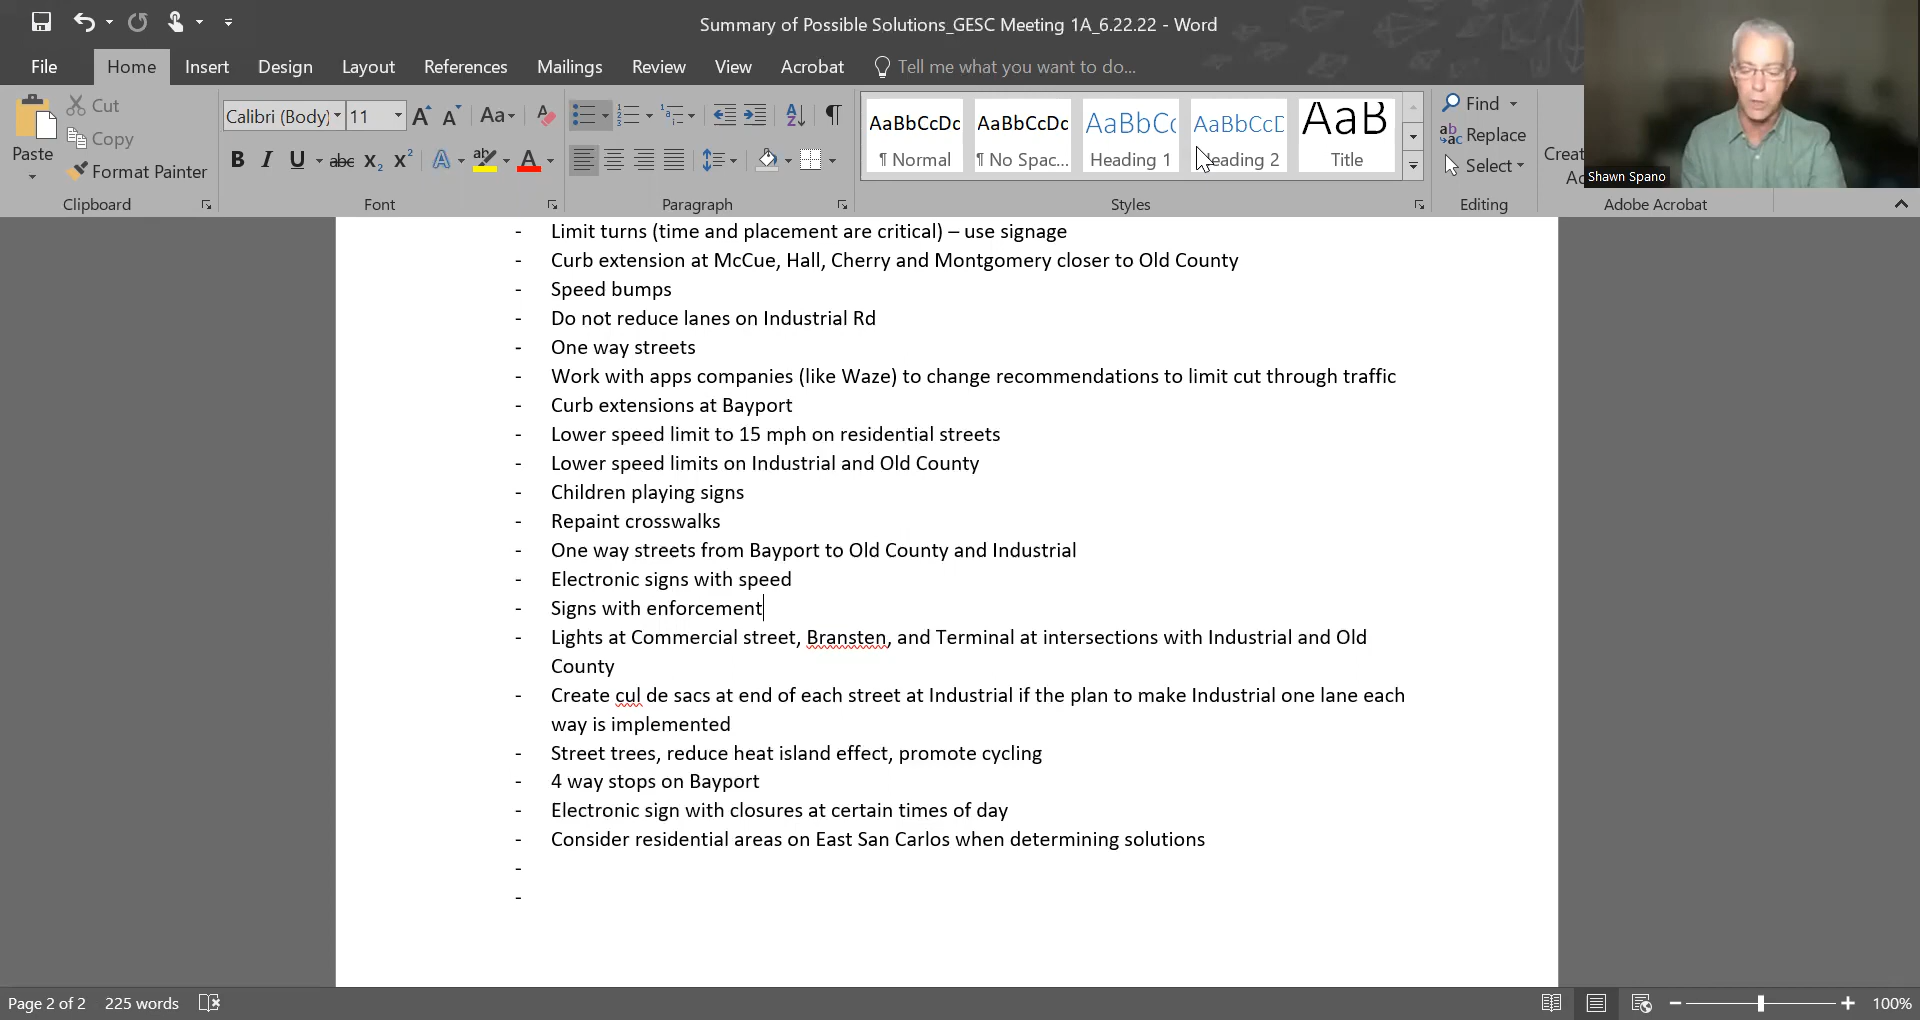 Summary of Possible Solutions_GESC Meeting 1A_6.22.22 - Word
File Home Insert Design Layout References Mailings Review View Acrobat Tell me what you want to do...
Paste
Cut
Copy
Format Painter
Clipboard
Calibri (Body) 11
Font
Paragraph
AaBbCcDc
¶ Normal
AaBbCcDc
¶ No Spac...
AaBbCc
Heading 1
AaBbCcD
Heading 2
AaB
Title
Styles
Find
Replace
Select
Editing
Adobe Acrobat
Shawn Spano
- Limit turns (time and placement are critical) – use signage
- Curb extension at McCue, Hall, Cherry and Montgomery closer to Old County
- Speed bumps
- Do not reduce lanes on Industrial Rd
- One way streets
- Work with apps companies (like Waze) to change recommendations to limit cut through traffic
- Curb extensions at Bayport
- Lower speed limit to 15 mph on residential streets
- Lower speed limits on Industrial and Old County
- Children playing signs
- Repaint crosswalks
- One way streets from Bayport to Old County and Industrial
- Electronic signs with speed
- Signs with enforcement
- Lights at Commercial street, Bransten, and Terminal at intersections with Industrial and Old
County
- Create cul de sacs at end of each street at Industrial if the plan to make Industrial one lane each
way is implemented
- Street trees, reduce heat island effect, promote cycling
- 4 way stops on Bayport
- Electronic sign with closures at certain times of day
- Consider residential areas on East San Carlos when determining solutions
-
-
Page 2 of 2 225 words
100%